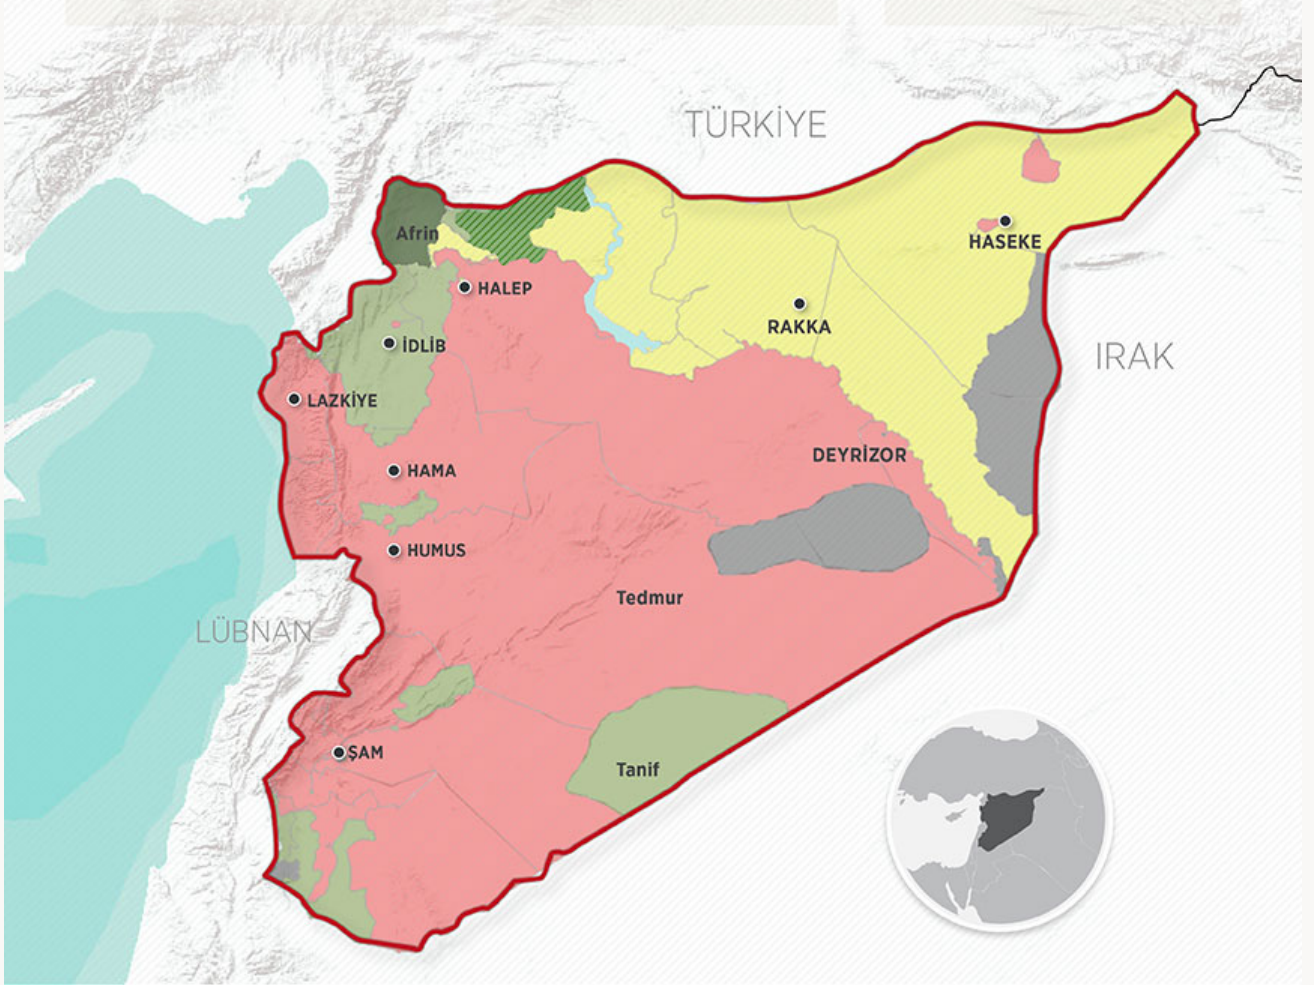 TÜRKİYE
Afrin
HASEKE
HALEP
RAKKA
İDLİB
IRAK
LAZKİYE
DEYRİZOR
HAMA
HUMUS
Tedmur
LÜBNAN
ŞAM
Tanif